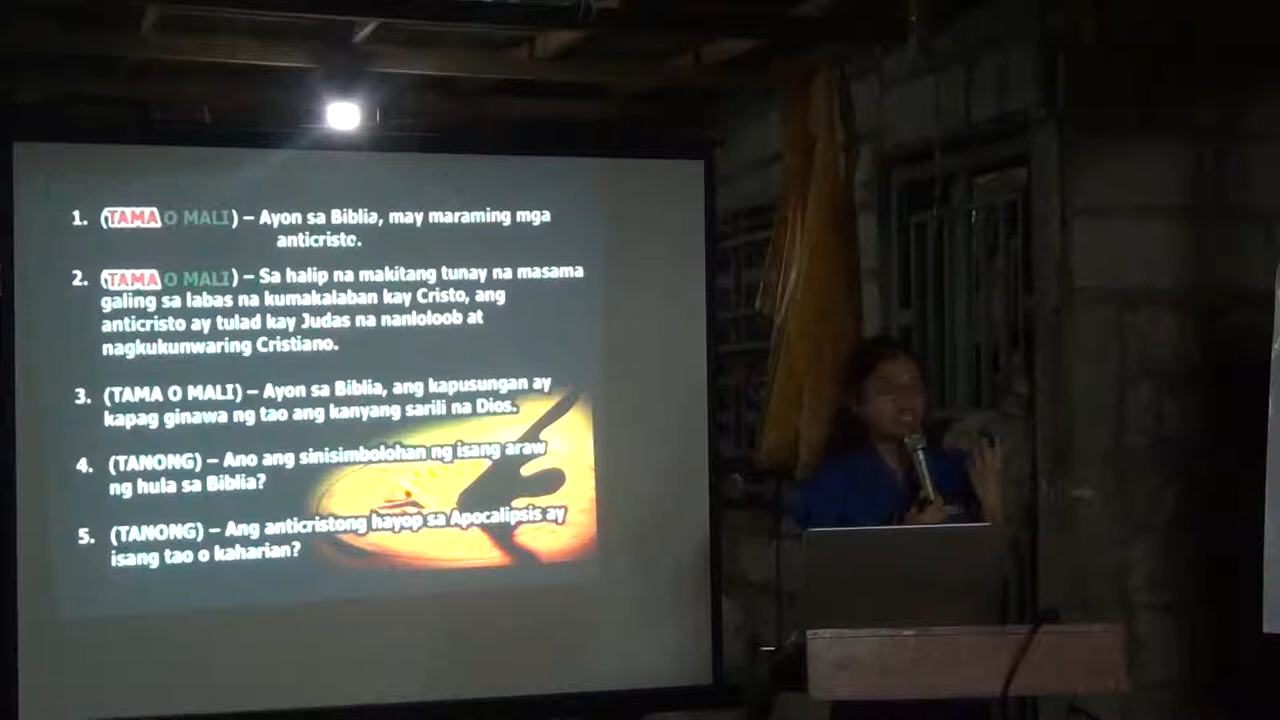 1. (TAMA O MALI) – Ayon sa Biblia, may maraming mga
anticristo.
2. (TAMA O MALI) – Sa halip na makitang tunay na masama
galing sa labas na kumakalaban kay Cristo, ang
anticristo ay tulad kay Judas na nanloloob at
nagkukunwaring Cristiano.
3. (TAMA O MALI) – Ayon sa Biblia, ang kapusungan ay
kapag ginawa ng tao ang kanyang sarili na Dios.
4. (TANONG) – Ano ang sinisimbolohan ng isang araw
ng hula sa Biblia?
5. (TANONG) – Ang anticristong hayop sa Apocalipsis ay
isang tao o kaharian?